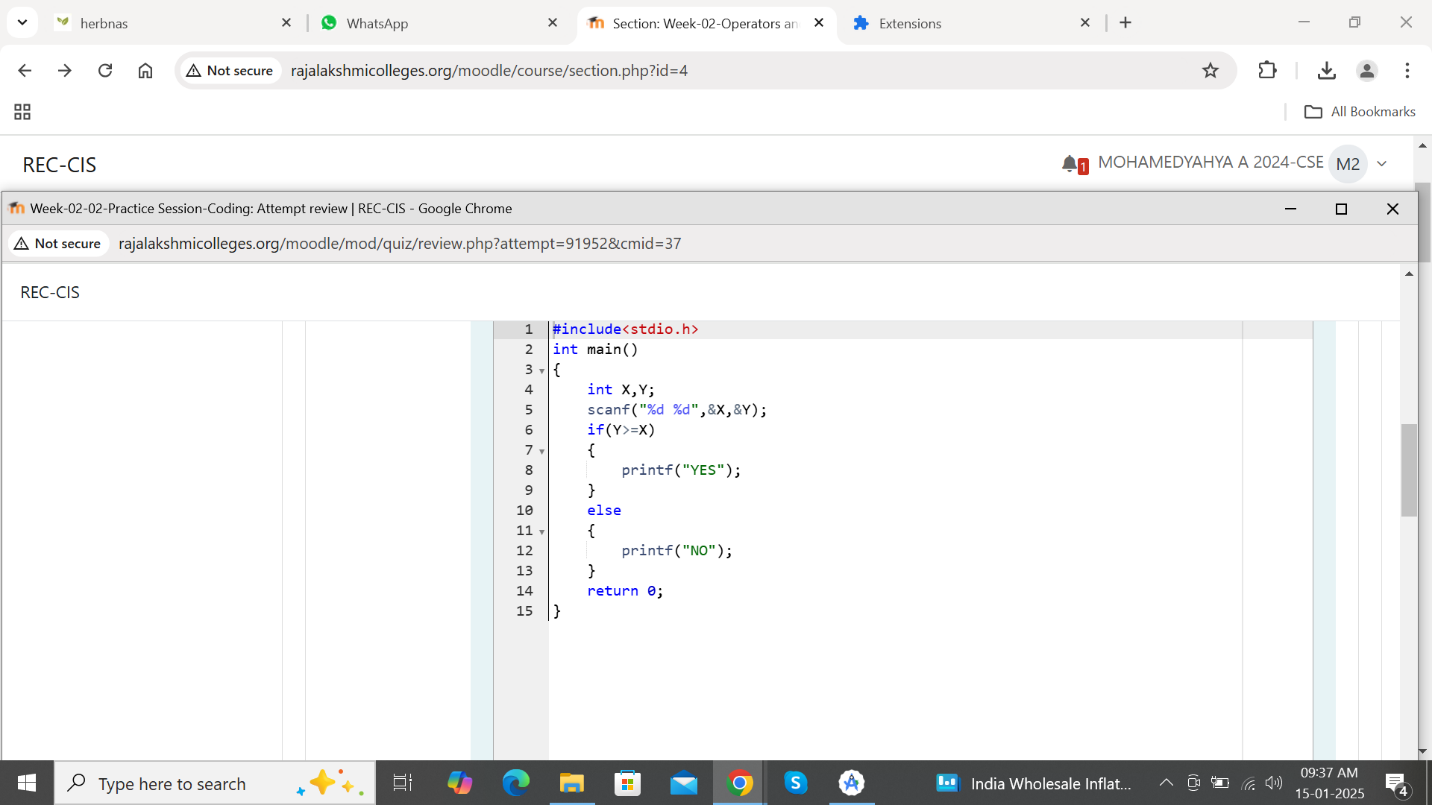 herbnas
WhatsApp
Section: Week-02-Operators an
Extensions
Not secure
rajalakshmicolleges.org/moodle/course/section.php?id=4
All Bookmarks
REC-CIS
1
MOHAMEDYAHYA A 2024-CSE
M2
Week-02-02-Practice Session-Coding: Attempt review | REC-CIS - Google Chrome
Not secure
rajalakshmicolleges.org/moodle/mod/quiz/review.php?attempt=91952&cmid=37
REC-CIS
1 #include<stdio.h>
2 int main()
3 {
4 int X,Y;
5 scanf("%d %d",&X,&Y);
6 if(Y>=X)
7 {
8 printf("YES");
9 }
10 else
11 {
12 printf("NO");
13 }
14 return 0;
15 }
Type here to search
India Wholesale Inflat...
09:37 AM
15-01-2025
4